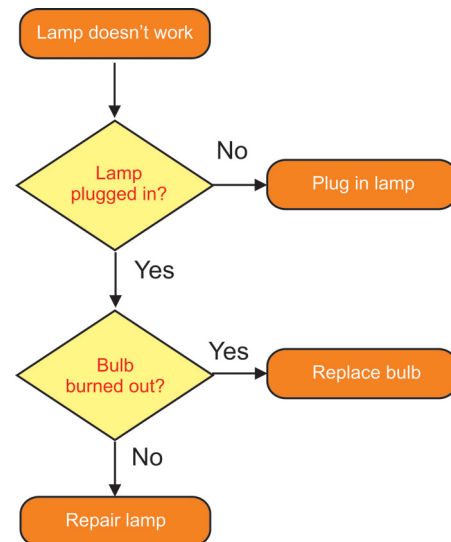 Lamp doesn't work
Lamp
plugged in?
No
Plug in lamp
Yes
Bulb
burned out?
Yes
Replace bulb
No
Repair lamp